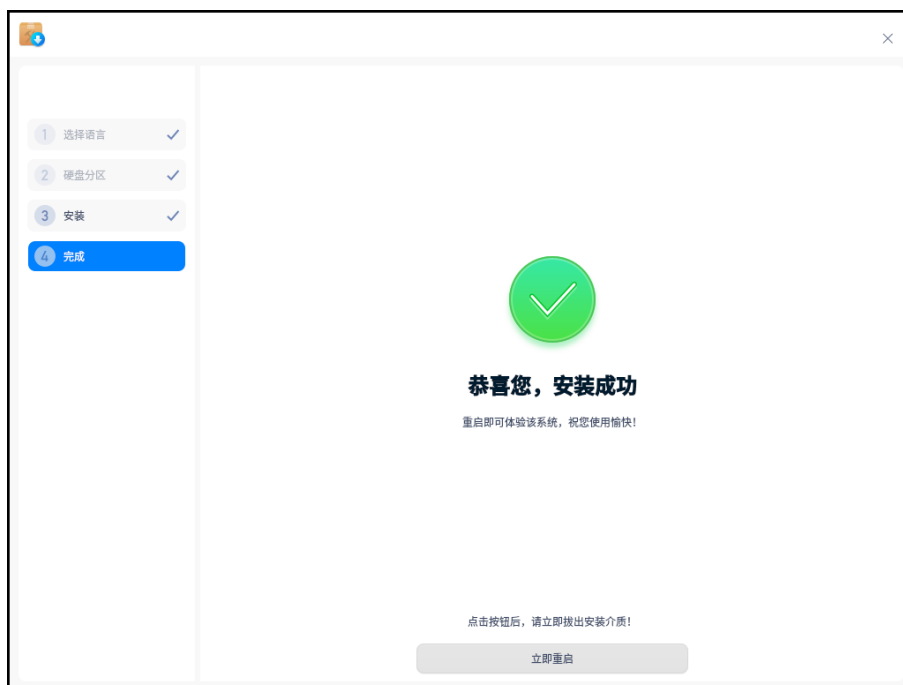 1 选择语言
2 硬盘分区
3 安装
4 完成
恭喜您，安装成功
重启即可体验该系统，祝您使用愉快！
点击按钮后，请立即拔出安装介质！
立即重启